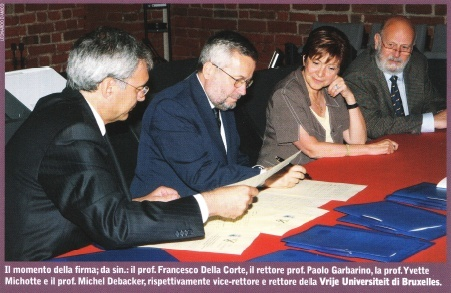 Il momento della firma; da sin.: il prof. Francesco Della Corte, il rettore prof. Paolo Garbarino, la prof. Yvette
Michotte e il prof. Michel Debacker, rispettivamente vice-rettore e rettore della Vrije Universiteit di Bruxelles.